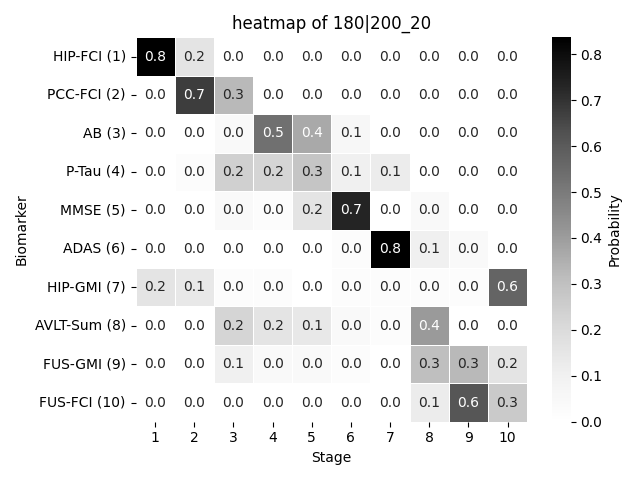 heatmap of 180|200_20
HIP-FCI (1) 0.8 0.2 0.0 0.0 0.0 0.0 0.0 0.0 0.0 0.0
PCC-FCI (2) 0.0 0.7 0.3 0.0 0.0 0.0 0.0 0.0 0.0 0.0
AB (3) 0.0 0.0 0.0 0.5 0.4 0.1 0.0 0.0 0.0 0.0
P-Tau (4) 0.0 0.0 0.2 0.2 0.3 0.1 0.1 0.0 0.0 0.0
MMSE (5) 0.0 0.0 0.0 0.0 0.2 0.7 0.0 0.0 0.0 0.0
ADAS (6) 0.0 0.0 0.0 0.0 0.0 0.0 0.8 0.1 0.0 0.0
HIP-GMI (7) 0.2 0.1 0.0 0.0 0.0 0.0 0.0 0.0 0.0 0.6
AVLT-Sum (8) 0.0 0.0 0.2 0.2 0.1 0.0 0.0 0.4 0.0 0.0
FUS-GMI (9) 0.0 0.0 0.1 0.0 0.0 0.0 0.0 0.3 0.3 0.2
FUS-FCI (10) 0.0 0.0 0.0 0.0 0.0 0.0 0.0 0.1 0.6 0.3
1 2 3 4 5 6 7 8 9 10
Stage
Biomarker
0.8
0.7
0.6
0.5
0.4
0.3
0.2
0.1
0.0
Probability